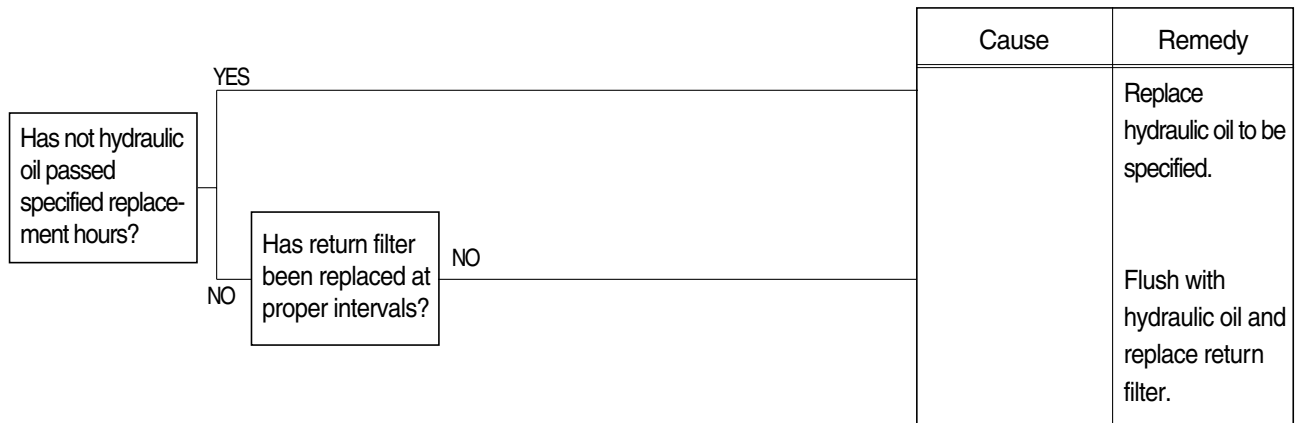 Cause
Remedy
YES
Replace
hydraulic oil to be
specified.
Has not hydraulic
oil passed
specified replace-
ment hours?
Has return filter
been replaced at
proper intervals?
NO
NO
Flush with
hydraulic oil and
replace return
filter.